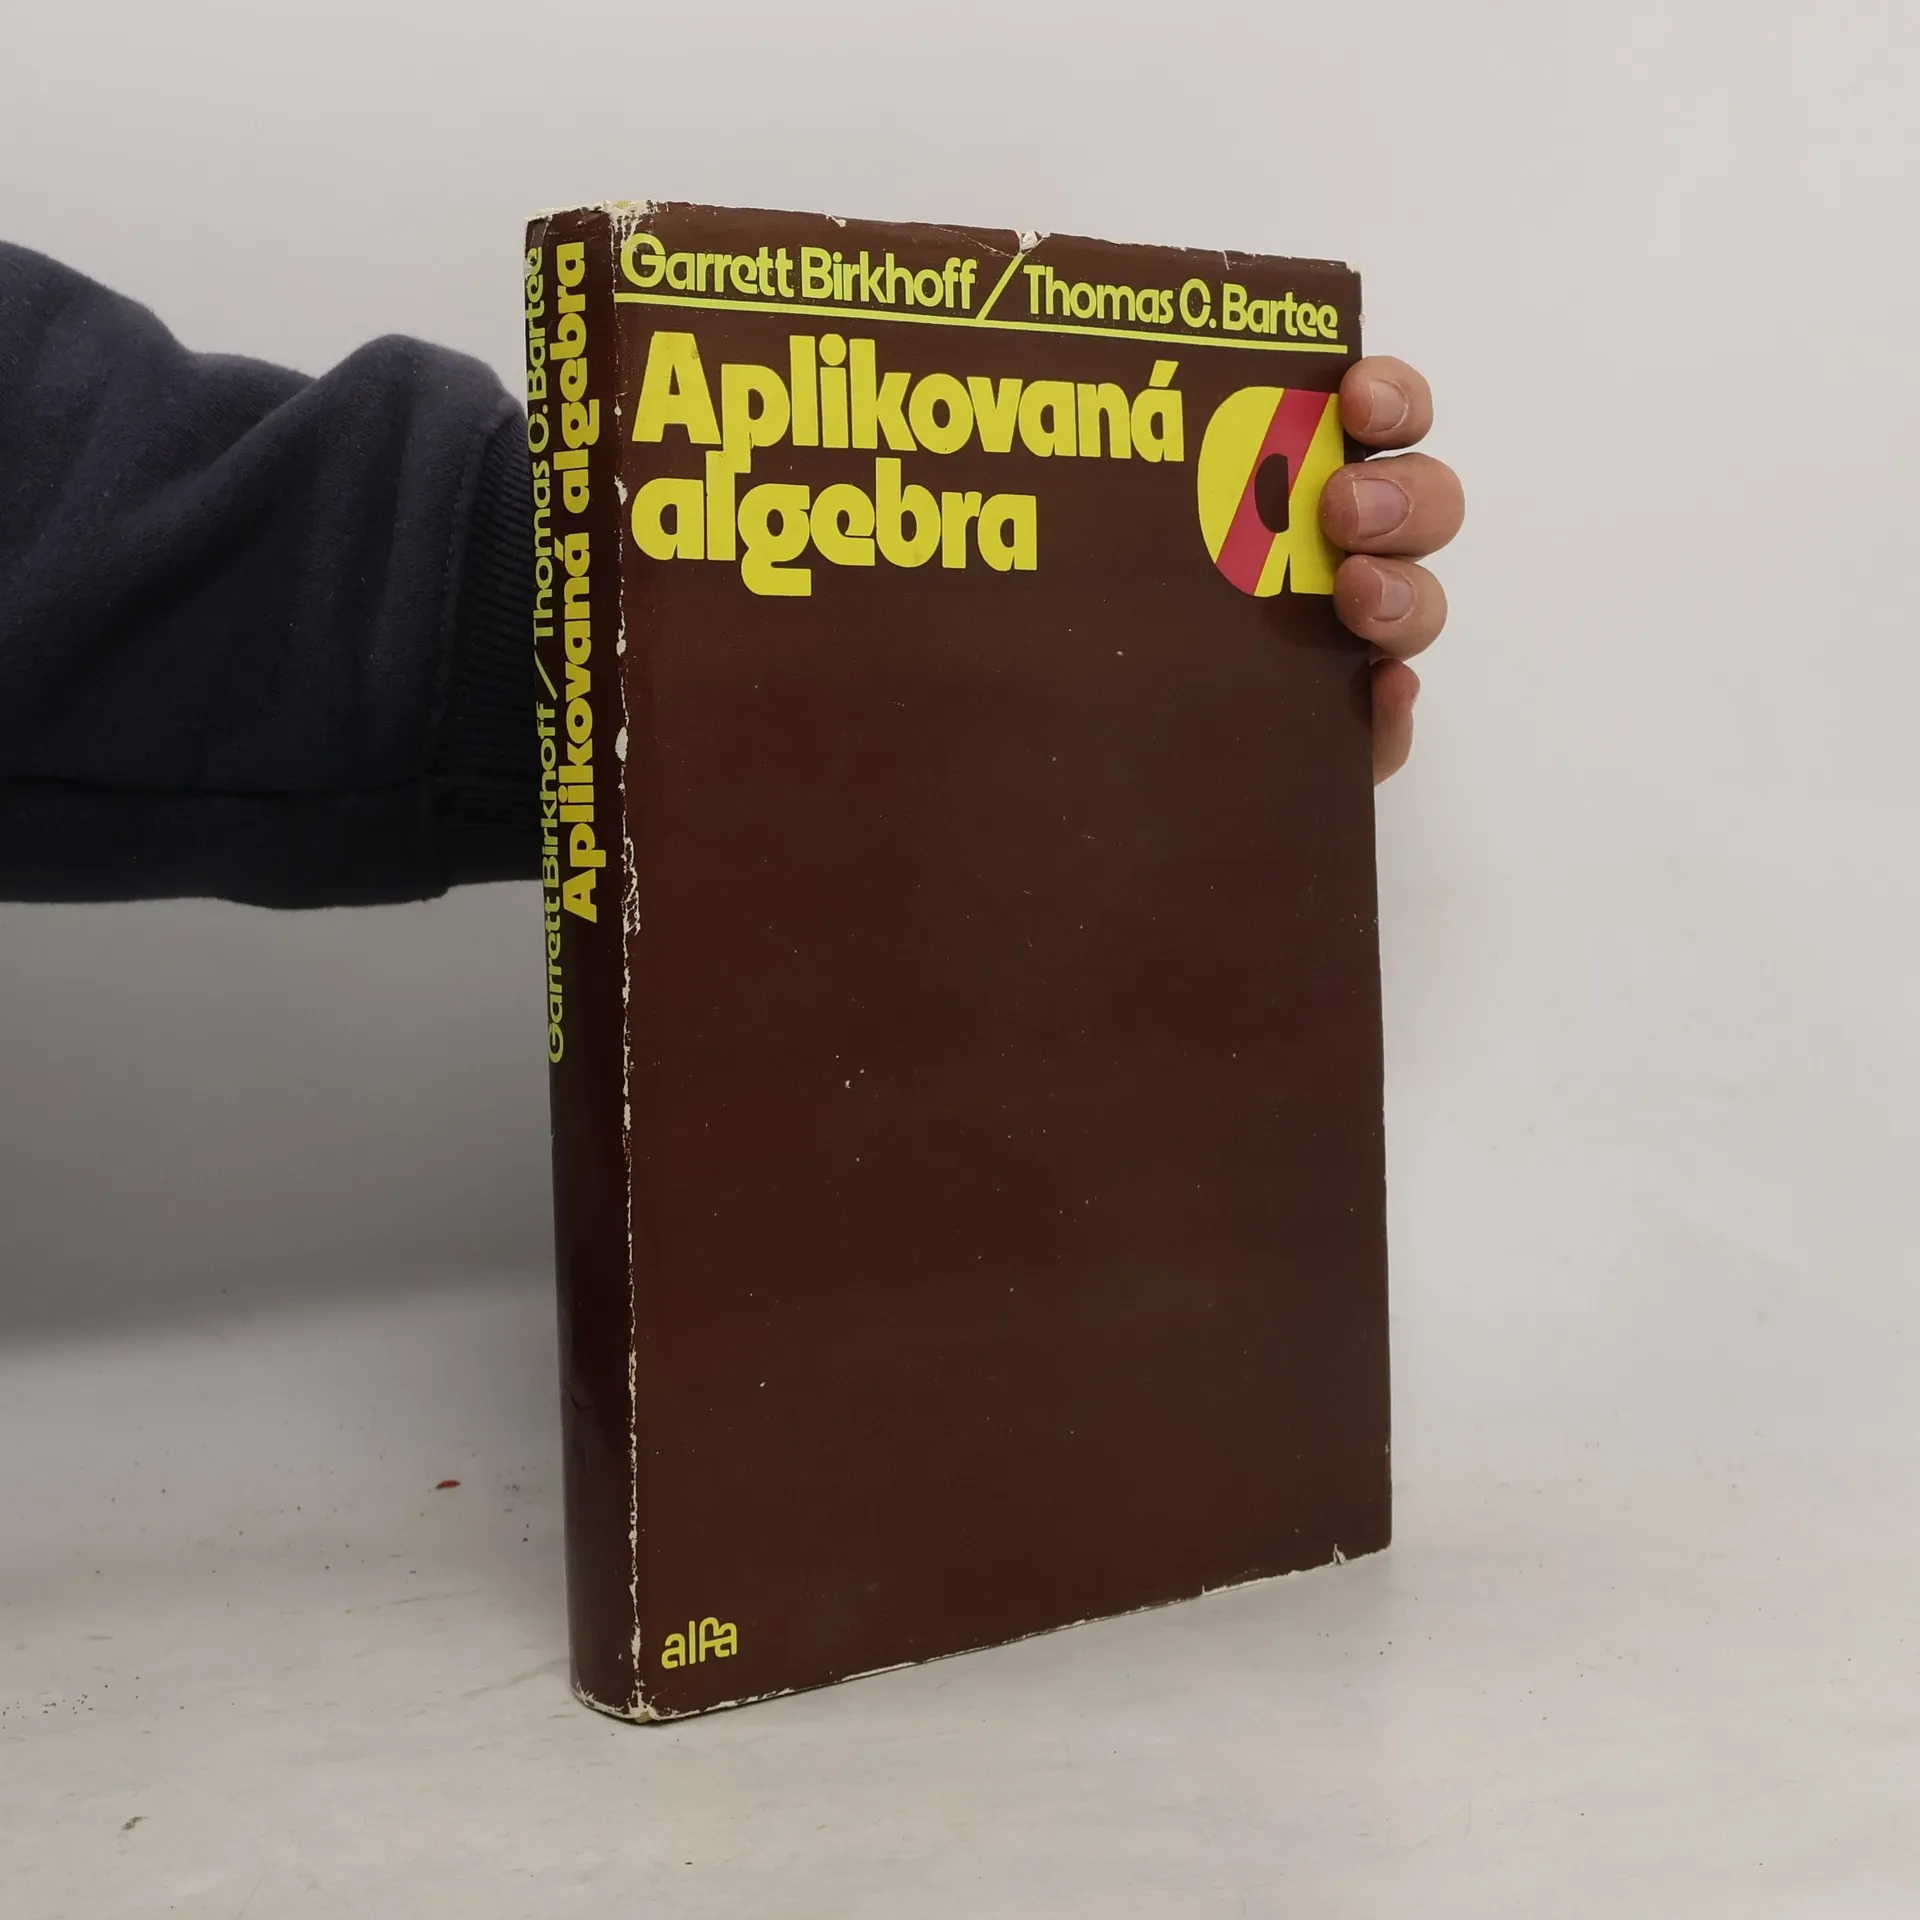 Garrett Birkhoff / Thomas C. Bartee
Aplikovaná
algebra
a
alfa
Garrett Birkhoff / Thomas C. Bartee
Aplikovaná algebra